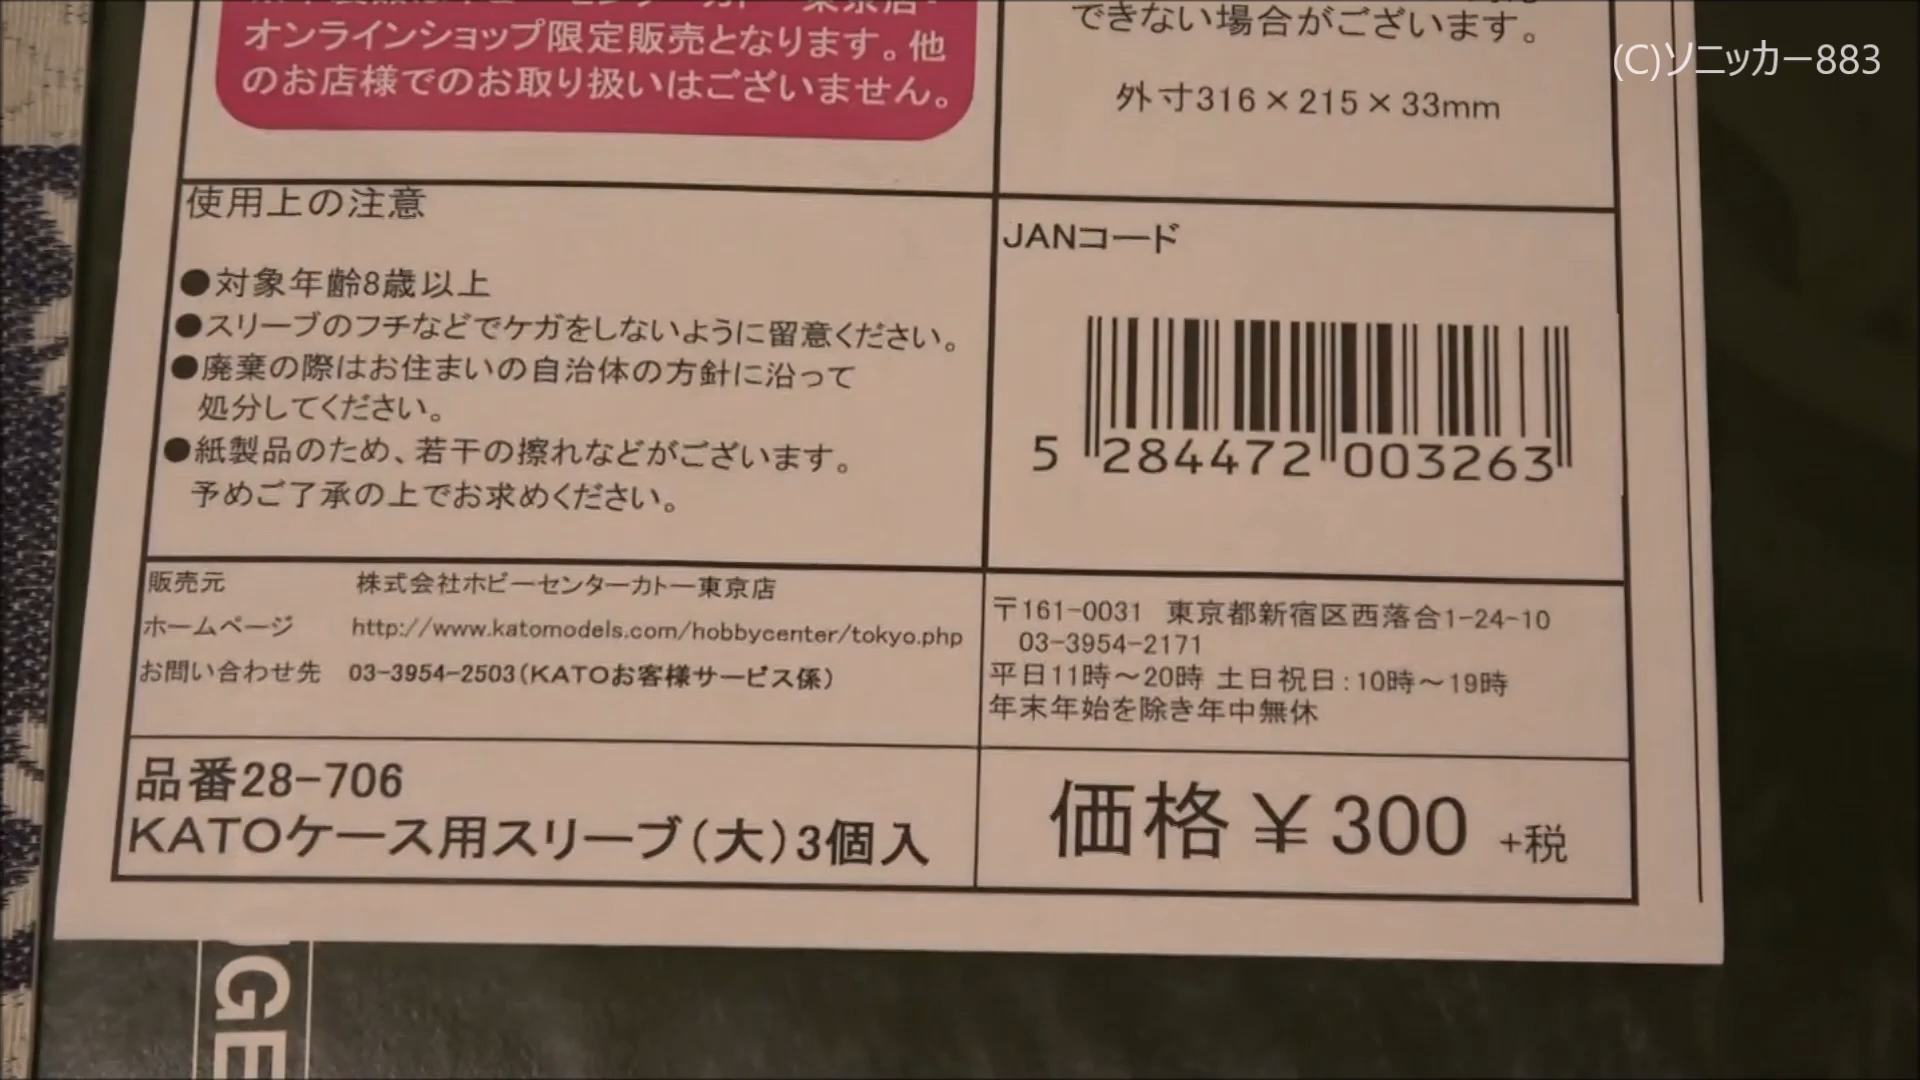 オンラインショップ限定販売となります。他
のお店様でのお取り扱いはございません。
できない場合がございます。
外寸316×215×33mm
(C)ソニッカー883
使用上の注意
●対象年齢8歳以上
●スリーブのフチなどでケガをしないように留意ください。
●廃棄の際はお住まいの自治体の方針に沿って
処分してください。
●紙製品のため、若干の擦れなどがございます。
予めご了承の上でお求めください。
JANコード
5 284472 003263
販売元 株式会社ホビーセンターカトー東京店
ホームページ http://www.katomodels.com/hobbycenter/tokyo.php
お問い合わせ先 03-3954-2503(KATOお客様サービス係)
〒161-0031 東京都新宿区西落合1-24-10
03-3954-2171
平日11時～20時 土日祝日:10時～19時
年末年始を除き年中無休
品番28-706
KATOケース用スリーブ(大)3個入
価格¥300 +税